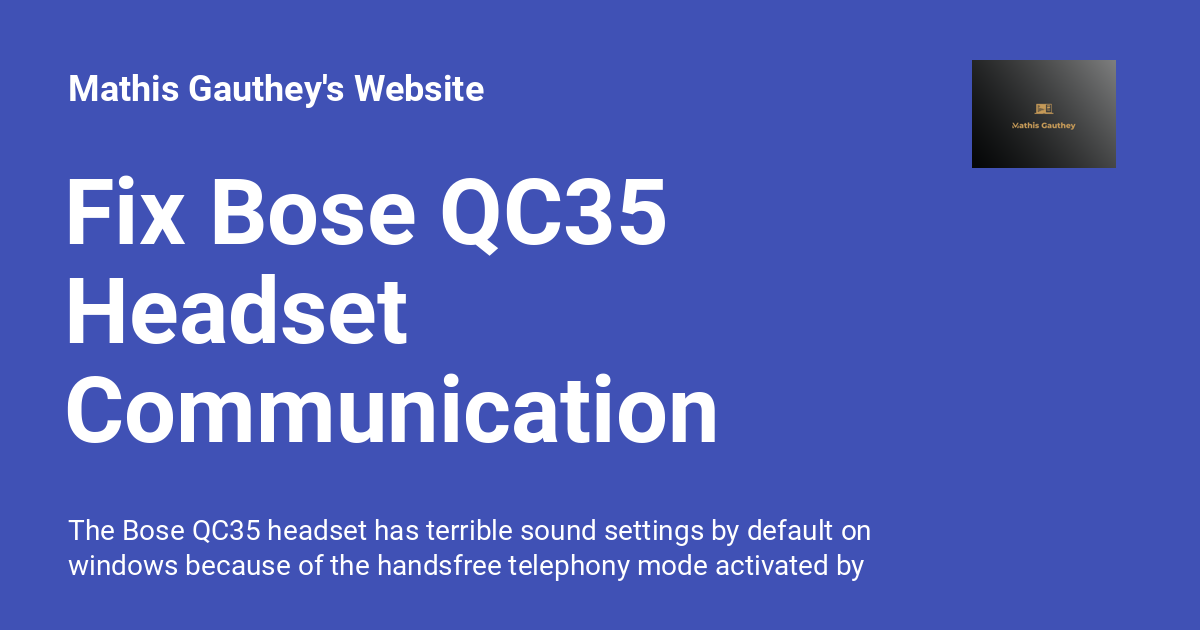 Mathis Gauthey's Website
Mathis Gauthey
Fix Bose QC35
Headset
Communication
The Bose QC35 headset has terrible sound settings by default on
windows because of the handsfree telephony mode activated by